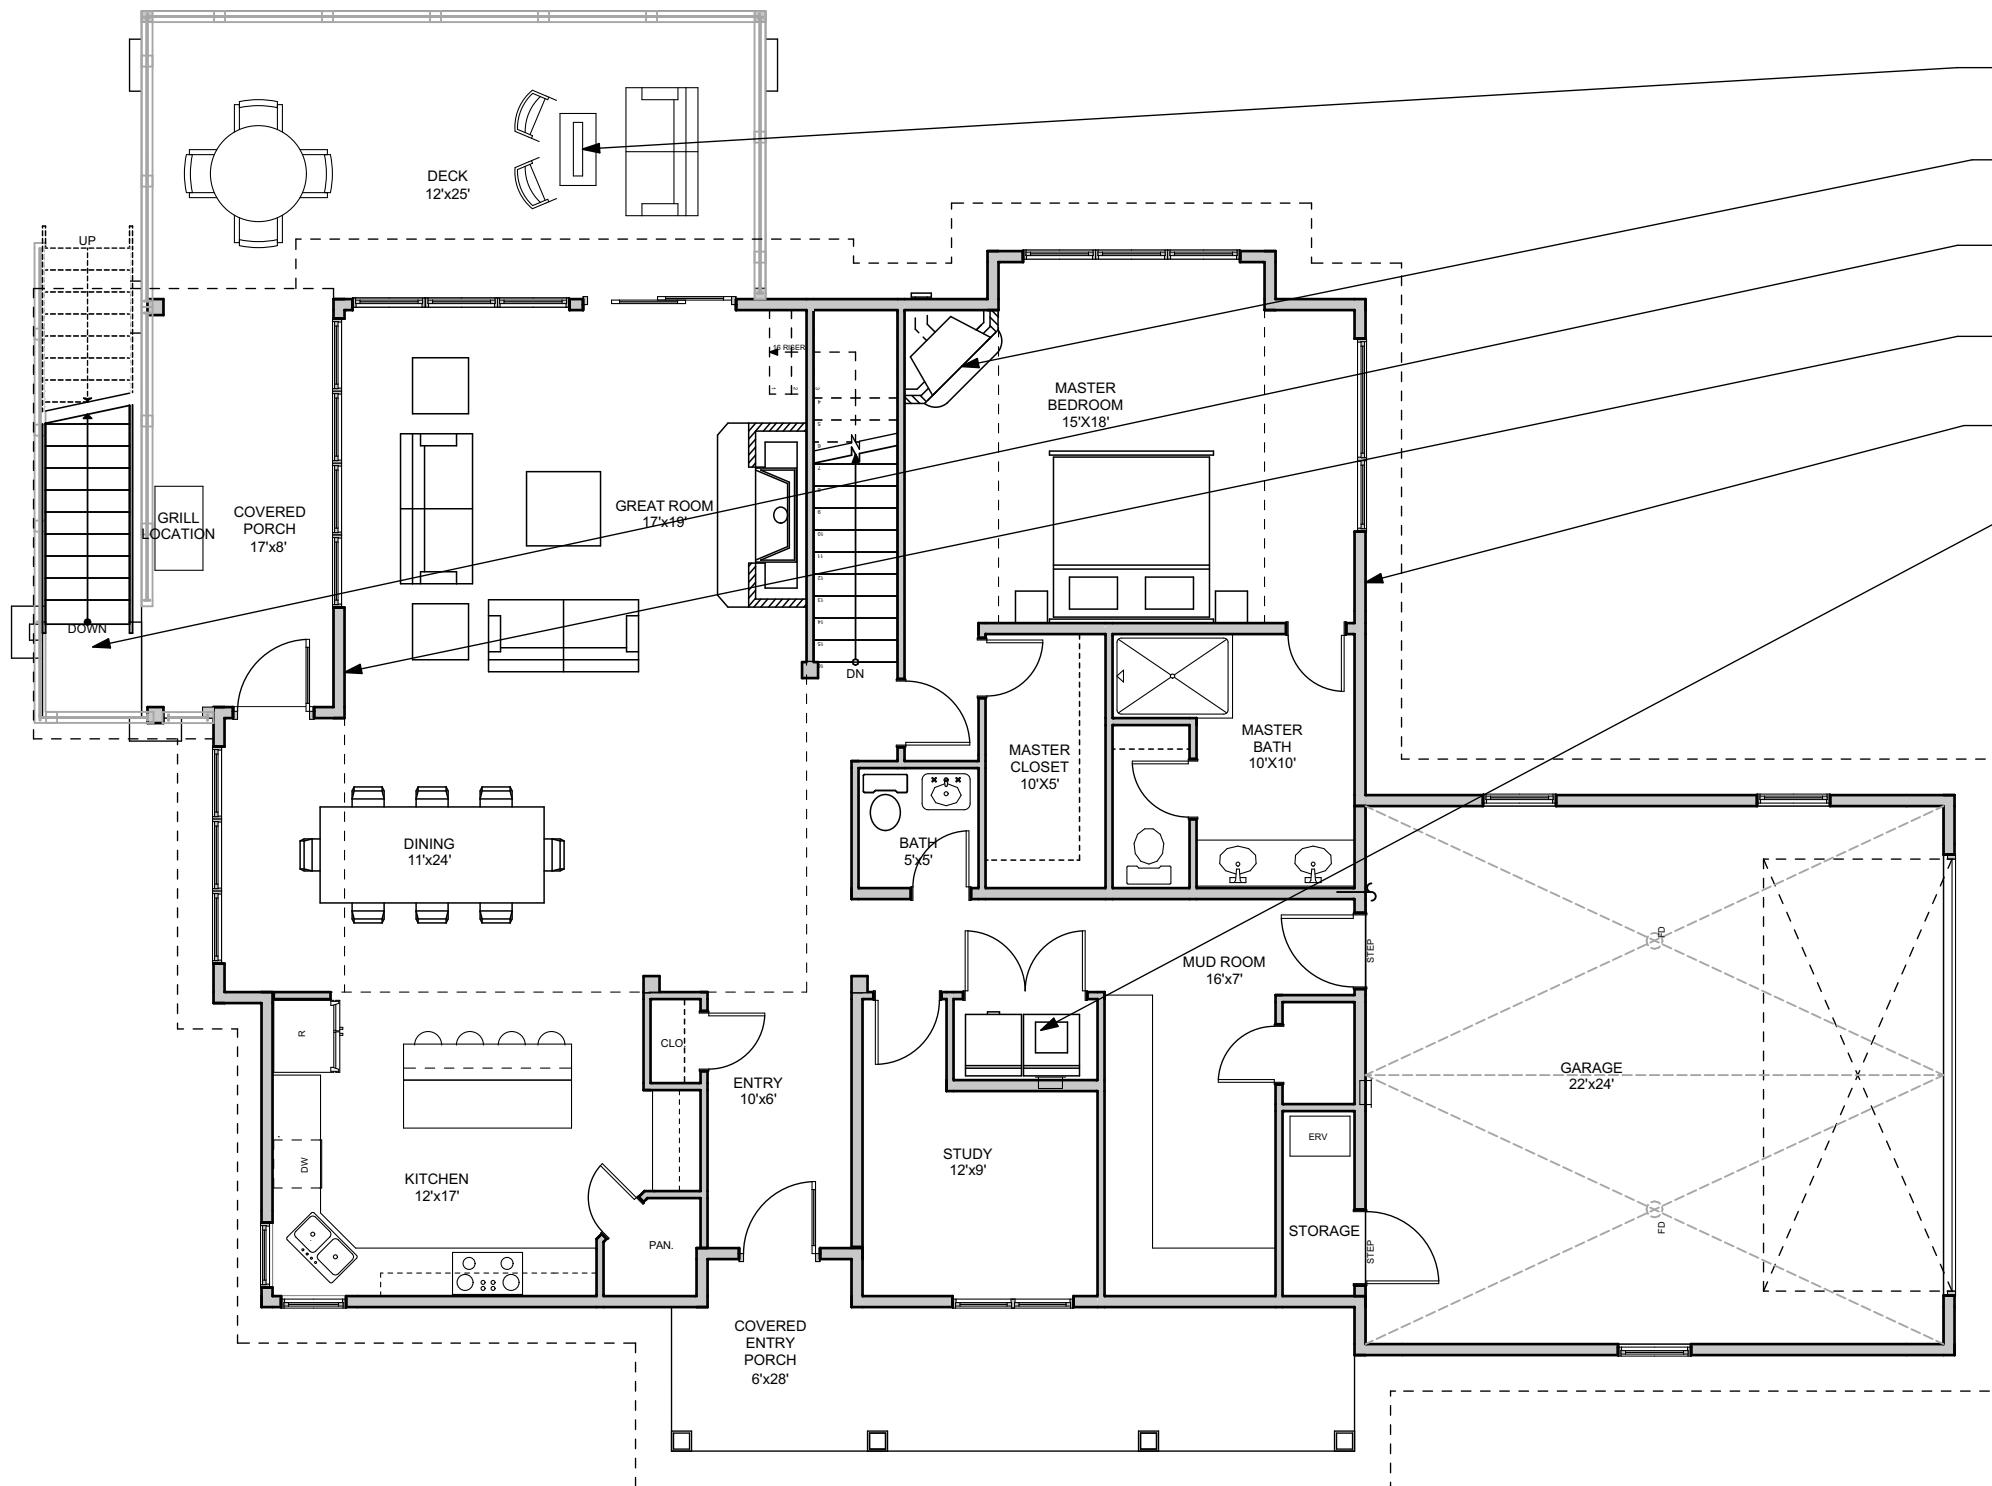 DECK
12'x25'
UP
16 RISER
MASTER
BEDROOM
15'X18'
GRILL
LOCATION
COVERED
PORCH
17'x8'
GREAT ROOM
17'x19'
DOWN
DN
MASTER
CLOSET
10'X5'
MASTER
BATH
10'X10'
DINING
11'x24'
BATH
5'x5'
MUD ROOM
16'x7'
STEP
FD
R
CLO
ENTRY
10'x6'
GARAGE
22'x24'
ERV
DW
KITCHEN
12'x17'
STUDY
12'x9'
PAN.
STORAGE
STEP
FD
COVERED
ENTRY
PORCH
6'x28'